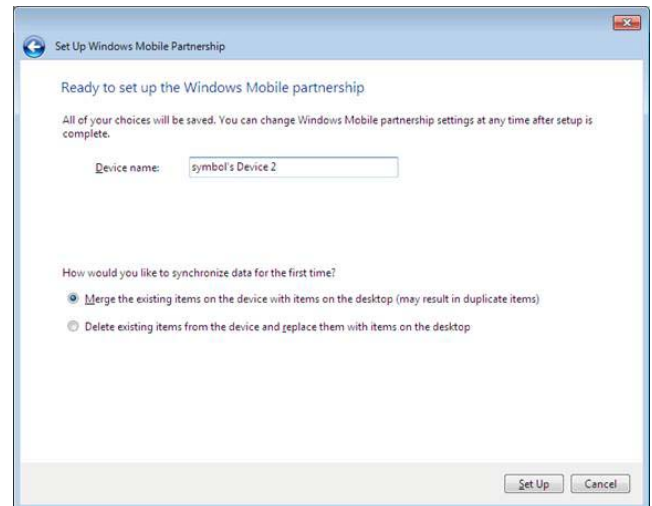 Set Up Windows Mobile Partnership
Ready to set up the Windows Mobile partnership
All of your choices will be saved. You can change Windows Mobile partnership settings at any time after setup is
complete.
Device name: symbol's Device 2
How would you like to synchronize data for the first time?
Merge the existing items on the device with items on the desktop (may result in duplicate items)
Delete existing items from the device and replace them with items on the desktop
Set Up Cancel